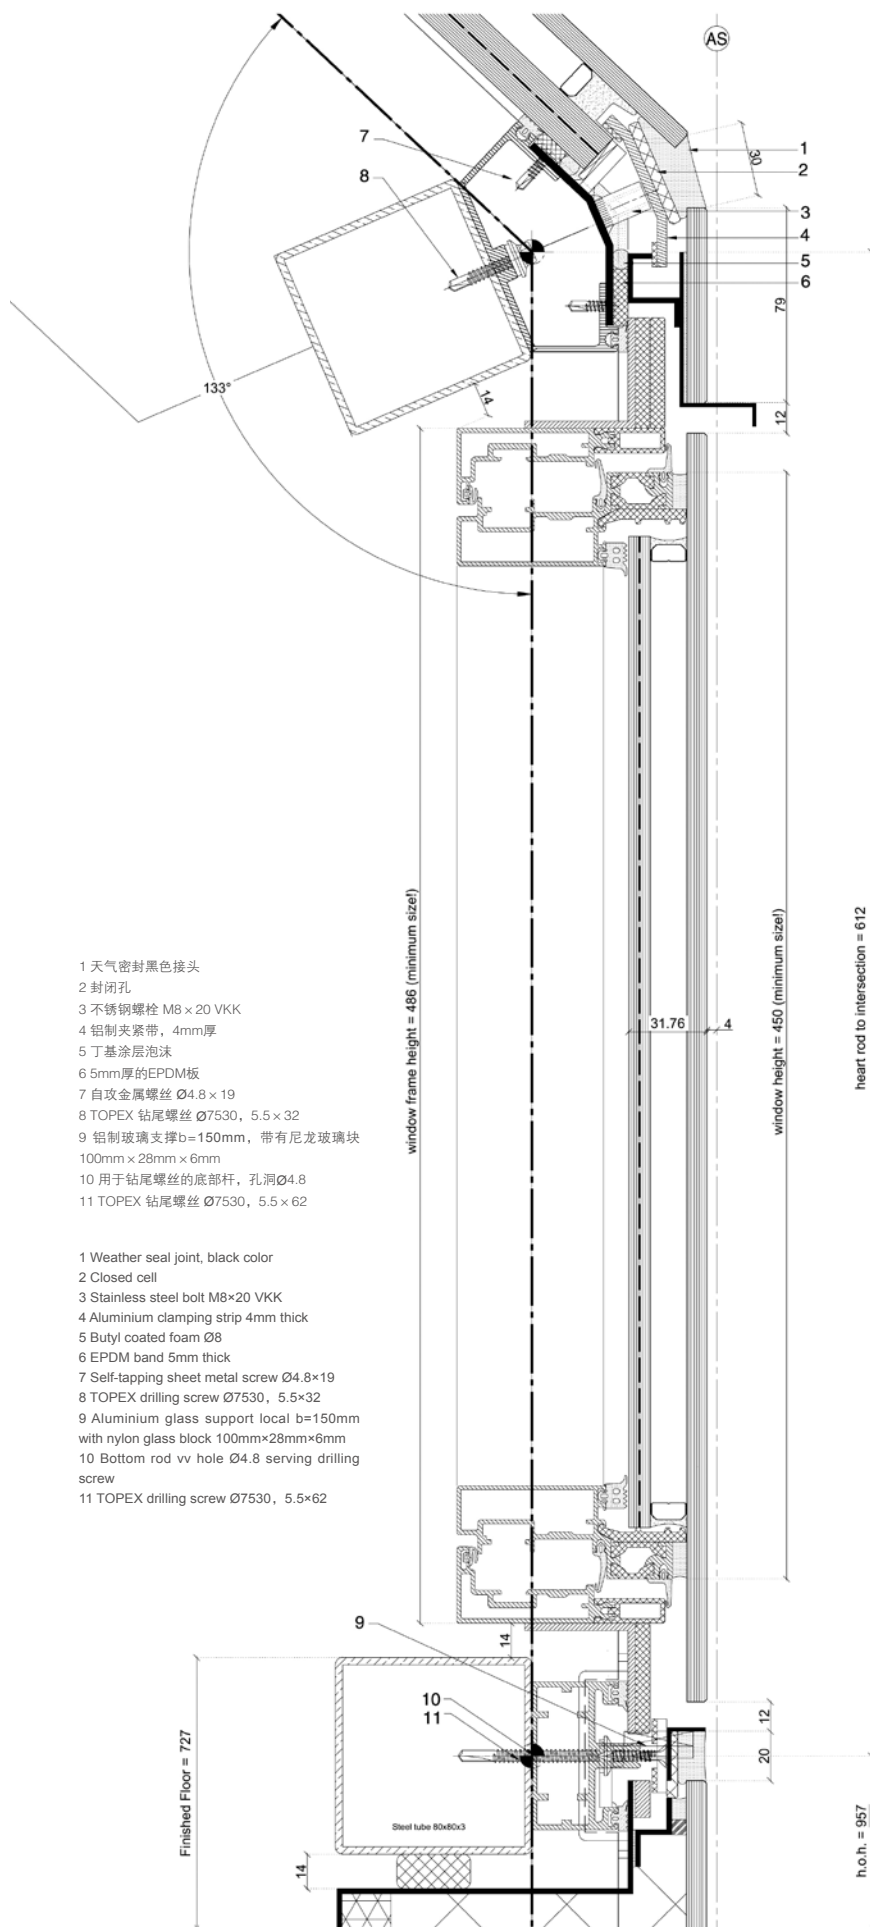 AS
7
8
30
1
2
3
4
5
6
79
133°
14
12
window frame height = 486 (minimum size!)
window height = 450 (minimum size!)
heart rod to intersection = 612
31.76
4
1 天气密封黑色接头
2 封闭孔
3 不锈钢螺栓 M8×20 VKK
4 铝制夹紧带，4mm厚
5 丁基涂层泡沫
6 5mm厚的EPDM板
7 自攻金属螺丝 Ø4.8×19
8 TOPEX 钻尾螺丝 Ø7530，5.5×32
9 铝制玻璃支撑b=150mm，带有尼龙玻璃块
100mm×28mm×6mm
10 用于钻尾螺丝的底部杆，孔洞Ø4.8
11 TOPEX 钻尾螺丝 Ø7530，5.5×62
1 Weather seal joint, black color
2 Closed cell
3 Stainless steel bolt M8×20 VKK
4 Aluminium clamping strip 4mm thick
5 Butyl coated foam Ø8
6 EPDM band 5mm thick
7 Self-tapping sheet metal screw Ø4.8×19
8 TOPEX drilling screw Ø7530，5.5×32
9 Aluminium glass support local b=150mm
with nylon glass block 100mm×28mm×6mm
10 Bottom rod vv hole Ø4.8 serving drilling
screw
11 TOPEX drilling screw Ø7530，5.5×62
9
14
10
11
12
20
Finished Floor = 727
Steel tube 80x80x3
14
h.o.h. = 957